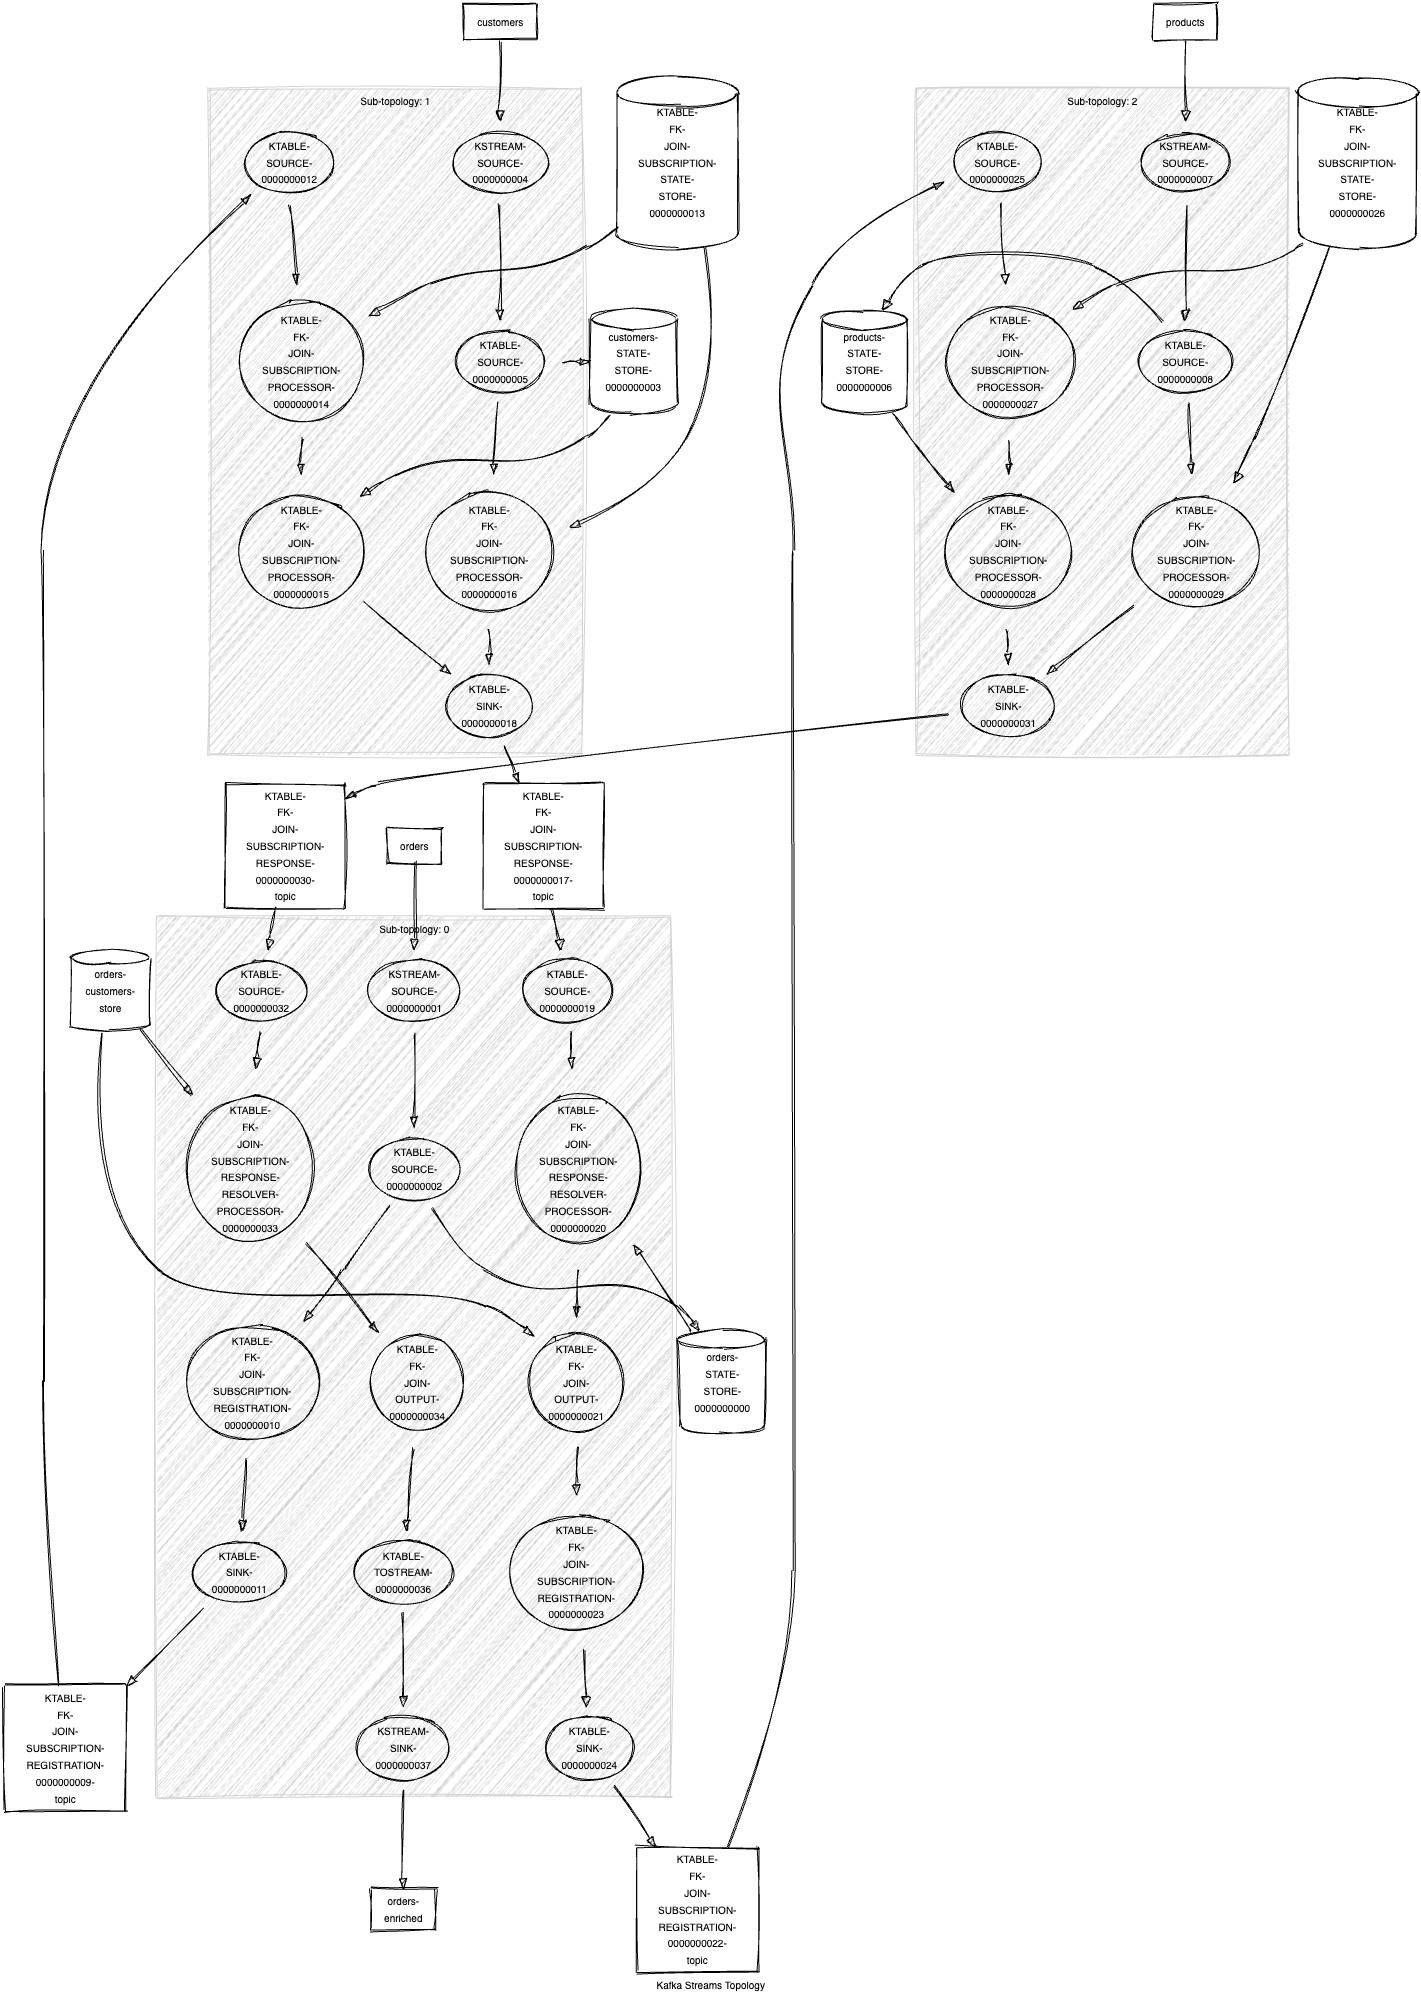 customers
products
Sub-topology: 1
KTABLE-
SOURCE-
0000000012
KSTREAM-
SOURCE-
0000000004
KTABLE-
FK-
JOIN-
SUBSCRIPTION-
STATE-
STORE-
0000000013
Sub-topology: 2
KTABLE-
SOURCE-
0000000025
KSTREAM-
SOURCE-
0000000007
KTABLE-
FK-
JOIN-
SUBSCRIPTION-
STATE-
STORE-
0000000026
KTABLE-
FK-
JOIN-
SUBSCRIPTION-
PROCESSOR-
0000000014
KTABLE-
SOURCE-
0000000005
customers-
STATE-
STORE-
0000000003
products-
STATE-
STORE-
0000000006
KTABLE-
FK-
JOIN-
SUBSCRIPTION-
PROCESSOR-
0000000027
KTABLE-
SOURCE-
0000000008
KTABLE-
FK-
JOIN-
SUBSCRIPTION-
PROCESSOR-
0000000015
KTABLE-
FK-
JOIN-
SUBSCRIPTION-
PROCESSOR-
0000000016
KTABLE-
FK-
JOIN-
SUBSCRIPTION-
PROCESSOR-
0000000028
KTABLE-
FK-
JOIN-
SUBSCRIPTION-
PROCESSOR-
0000000029
KTABLE-
SINK-
0000000018
KTABLE-
SINK-
0000000031
KTABLE-
FK-
JOIN-
SUBSCRIPTION-
RESPONSE-
0000000030-
topic
orders
KTABLE-
FK-
JOIN-
SUBSCRIPTION-
RESPONSE-
0000000017-
topic
Sub-topology: 0
orders-
customers-
store
KTABLE-
SOURCE-
0000000032
KSTREAM-
SOURCE-
0000000001
KTABLE-
SOURCE-
0000000019
KTABLE-
FK-
JOIN-
SUBSCRIPTION-
RESPONSE-
RESOLVER-
PROCESSOR-
0000000033
KTABLE-
SOURCE-
0000000002
KTABLE-
FK-
JOIN-
SUBSCRIPTION-
RESPONSE-
RESOLVER-
PROCESSOR-
0000000020
KTABLE-
FK-
JOIN-
SUBSCRIPTION-
REGISTRATION-
0000000010
KTABLE-
FK-
JOIN-
OUTPUT-
0000000034
KTABLE-
FK-
JOIN-
OUTPUT-
0000000021
orders-
STATE-
STORE-
0000000000
KTABLE-
SINK-
0000000011
KTABLE-
TOSTREAM-
0000000036
KTABLE-
FK-
JOIN-
SUBSCRIPTION-
REGISTRATION-
0000000023
KTABLE-
FK-
JOIN-
SUBSCRIPTION-
REGISTRATION-
0000000009-
topic
KSTREAM-
SINK-
0000000037
KTABLE-
SINK-
0000000024
orders-
enriched
KTABLE-
FK-
JOIN-
SUBSCRIPTION-
REGISTRATION-
0000000022-
topic
Kafka Streams Topology